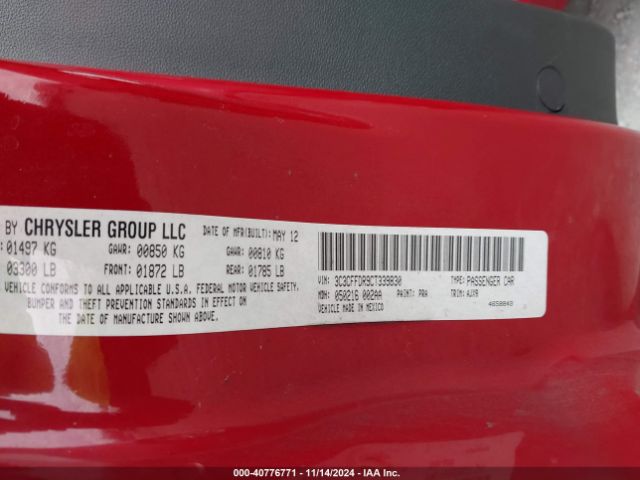 BY CHRYSLER GROUP LLC DATE OF MFR(BUILT): MAY 12
: 01497 KG GAWR: 00850 KG GAWR: 00810 KG
03300 LB FRONT: 01872 LB REAR: 01785 LB
VEHICLE CONFORMS TO ALL APPLICABLE U.S.A. FEDERAL MOTOR VEHICLE SAFETY,
BUMPER AND THEFT PREVENTION STANDARDS IN EFFECT ON
THE DATE OF MANUFACTURE SHOWN ABOVE.
VIN: 3C3CFFDR9CT339830 TYPE: PASSENGER CAR
MDH: 050216 002AA PAINT: PRA TRIM: AJX9
VEHICLE MADE IN MEXICO
000-40776771 - 11/14/2024 - IAA Inc.